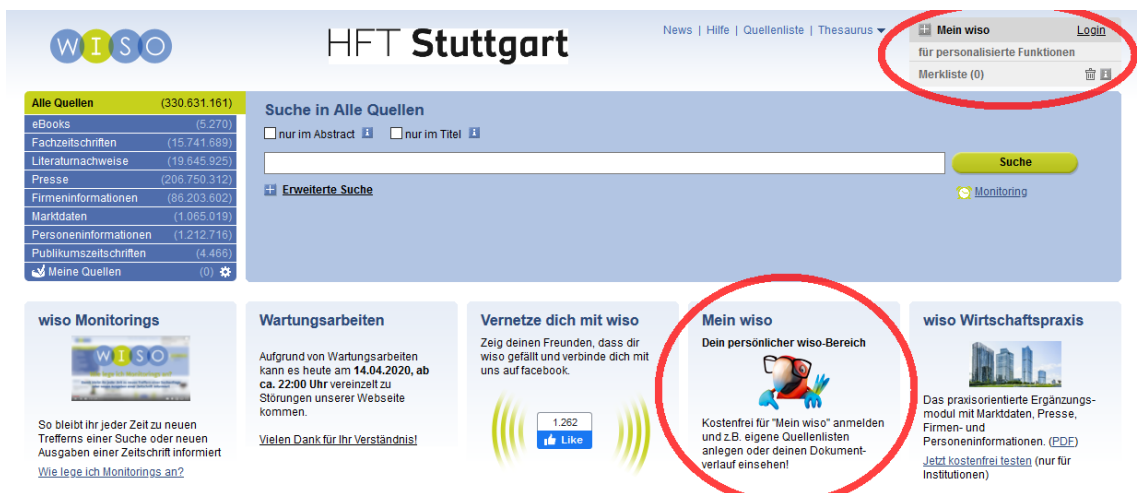 WISO
HFT Stuttgart
News | Hilfe | Quellenliste | Thesaurus
Mein wiso Login
für personalisierte Funktionen
Merkliste (0)
Alle Quellen (330.631.161)
eBooks (5.270)
Fachzeitschriften (15.741.689)
Literaturnachweise (19.645.925)
Presse (206.750.312)
Firmeninformationen (86.203.602)
Marktdaten (1.065.019)
Personeninformationen (1.212.716)
Publikumszeitschriften (4.466)
Meine Quellen (0)
Suche in Alle Quellen
nur im Abstract i nur im Titel i
Suche
Erweiterte Suche
Monitoring
wiso Monitorings
WISO
So bleibt ihr jeder Zeit zu neuen
Trefferns einer Suche oder neuen
Ausgaben einer Zeitschrift informiert
Wie lege ich Monitorings an?
Wartungsarbeiten
Aufgrund von Wartungsarbeiten
kann es heute am 14.04.2020, ab
ca. 22:00 Uhr vereinzelt zu
Störungen unserer Webseite
kommen.
Vielen Dank für Ihr Verständnis!
Vernetze dich mit wiso
Zeig deinen Freunden, dass dir
wiso gefällt und verbinde dich mit
uns auf facebook.
1.262
Like
Mein wiso
Dein persönlicher wiso-Bereich
Kostenfrei für "Mein wiso" anmelden
und z.B. eigene Quellenlisten
anlegen oder deinen Dokument-
verlauf einsehen!
wiso Wirtschaftspraxis
Das praxisorientierte Ergänzungs-
modul mit Marktdaten, Presse,
Firmen- und
Personeninformationen. (PDF)
Jetzt kostenfrei testen (nur für
Institutionen)